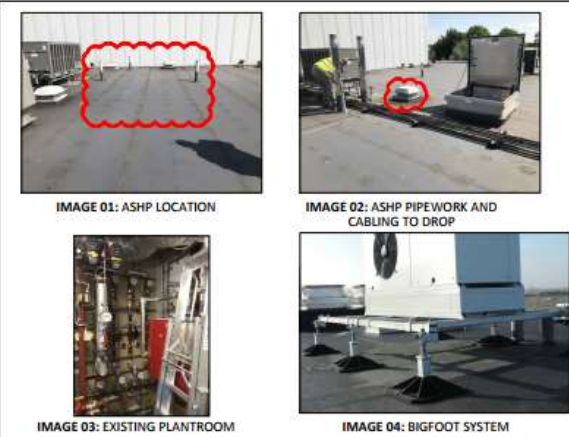 IMAGE 01: ASHP LOCATION
IMAGE 02: ASHP PIPEWORK AND
CABLING TO DROP
IMAGE 03: EXISTING PLANTROOM
IMAGE 04: BIGFOOT SYSTEM